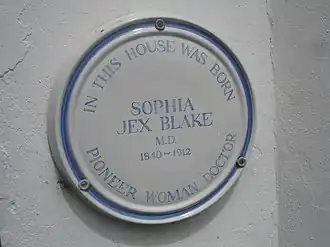 IN THIS HOUSE WAS BORN
SOPHIA
JEX BLAKE
M.D.
1840~1912
PIONEER WOMAN DOCTOR